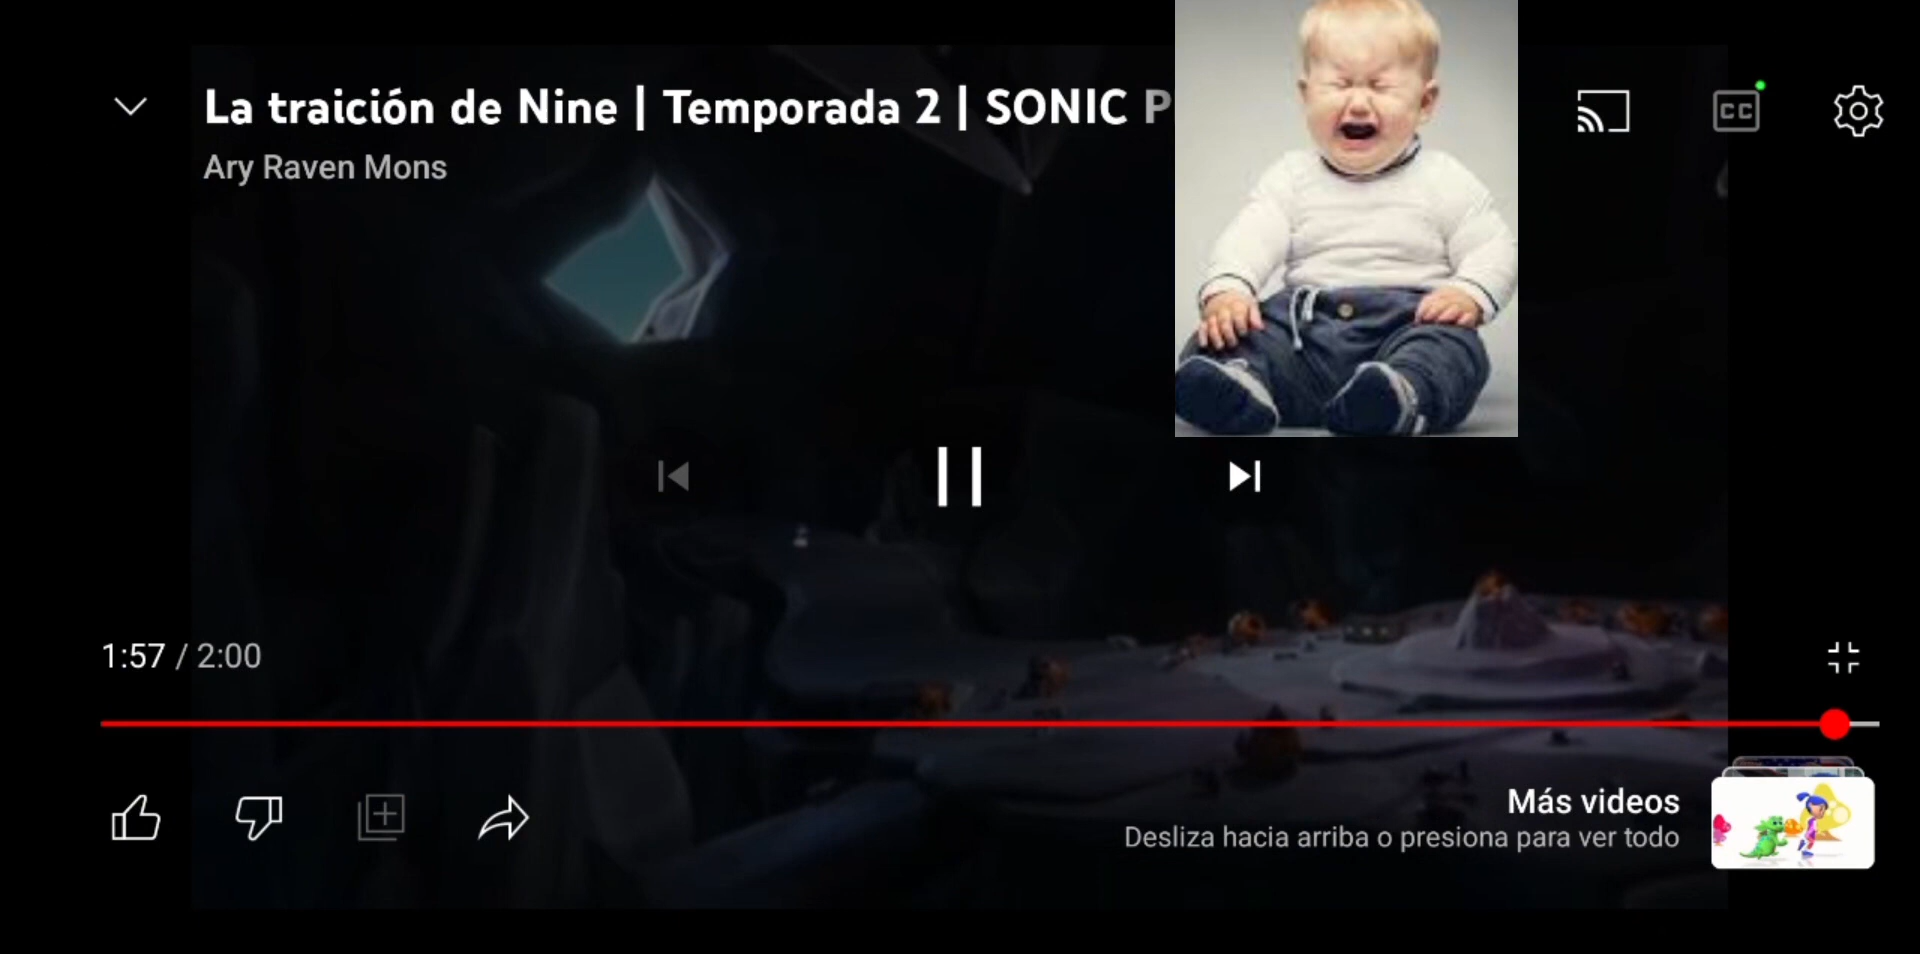 La traición de Nine | Temporada 2 | SONIC P
Ary Raven Mons
CC
1:57 / 2:00
Más videos
Desliza hacia arriba o presiona para ver todo